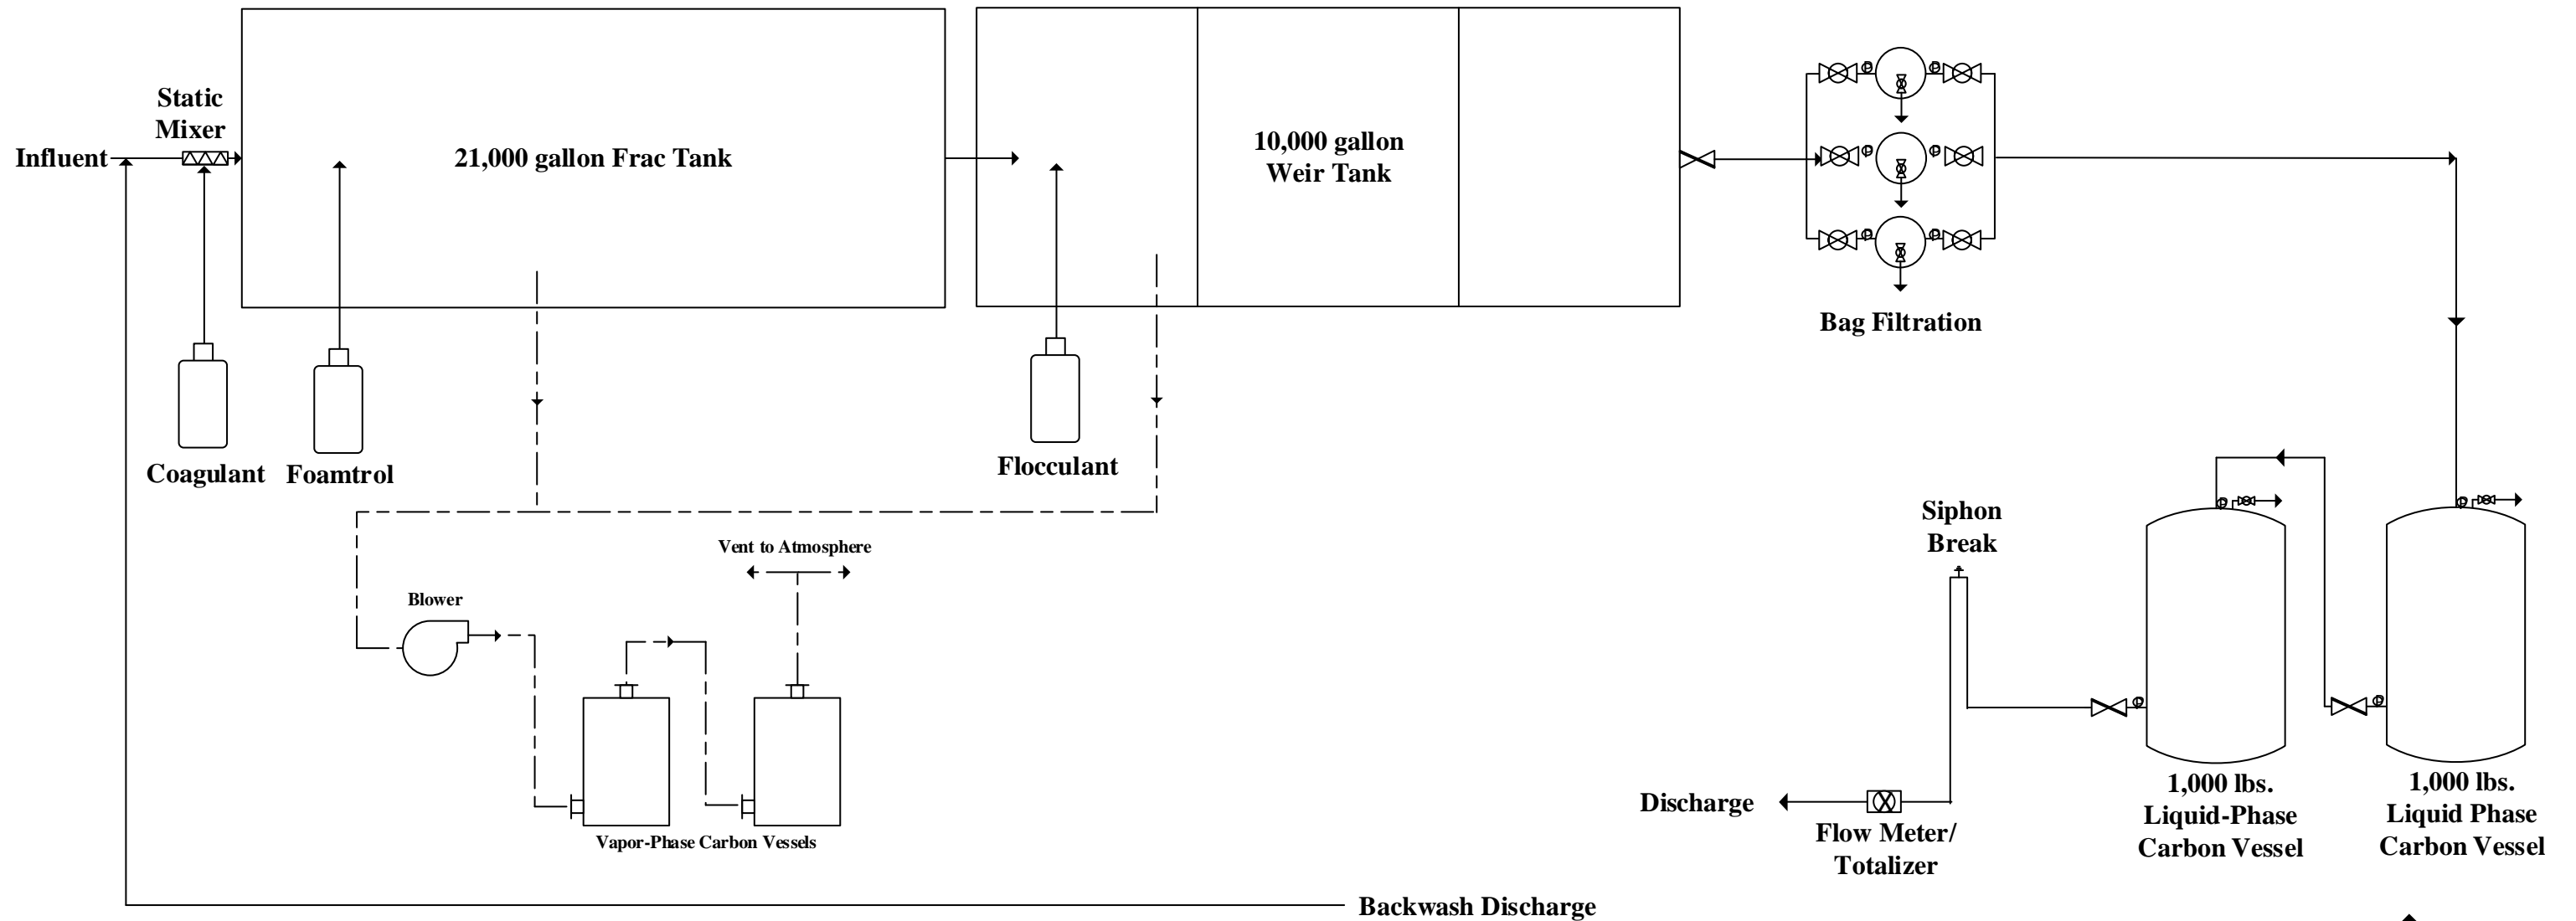 Static
Mixer
Influent
21,000 gallon Frac Tank
10,000 gallon
Weir Tank
Bag Filtration
Coagulant
Foamtrol
Flocculant
Vent to Atmosphere
Blower
Vapor-Phase Carbon Vessels
Siphon
Break
Discharge
Flow Meter/
Totalizer
1,000 lbs.
Liquid-Phase
Carbon Vessel
1,000 lbs.
Liquid Phase
Carbon Vessel
Backwash Discharge
P
P
P
P
P
P
P
P
P
P